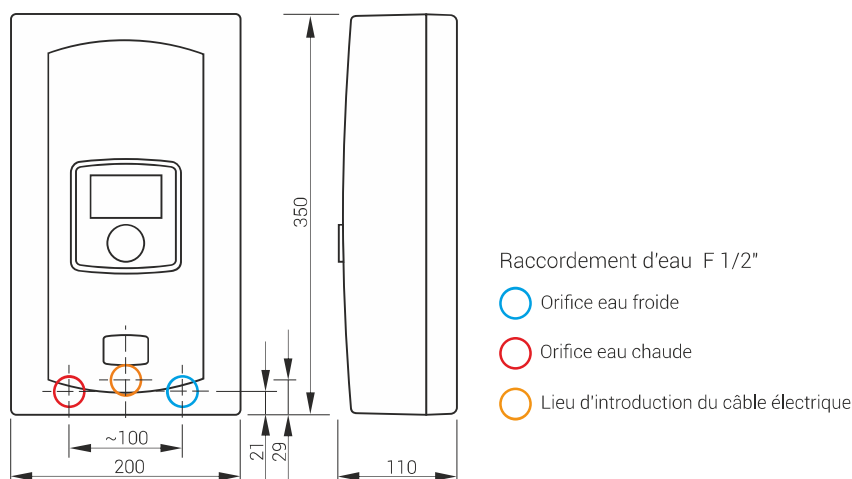 350
~100
200
21
29
110
Raccordement d'eau F 1/2"
Orifice eau froide
Orifice eau chaude
Lieu d'introduction du câble électrique